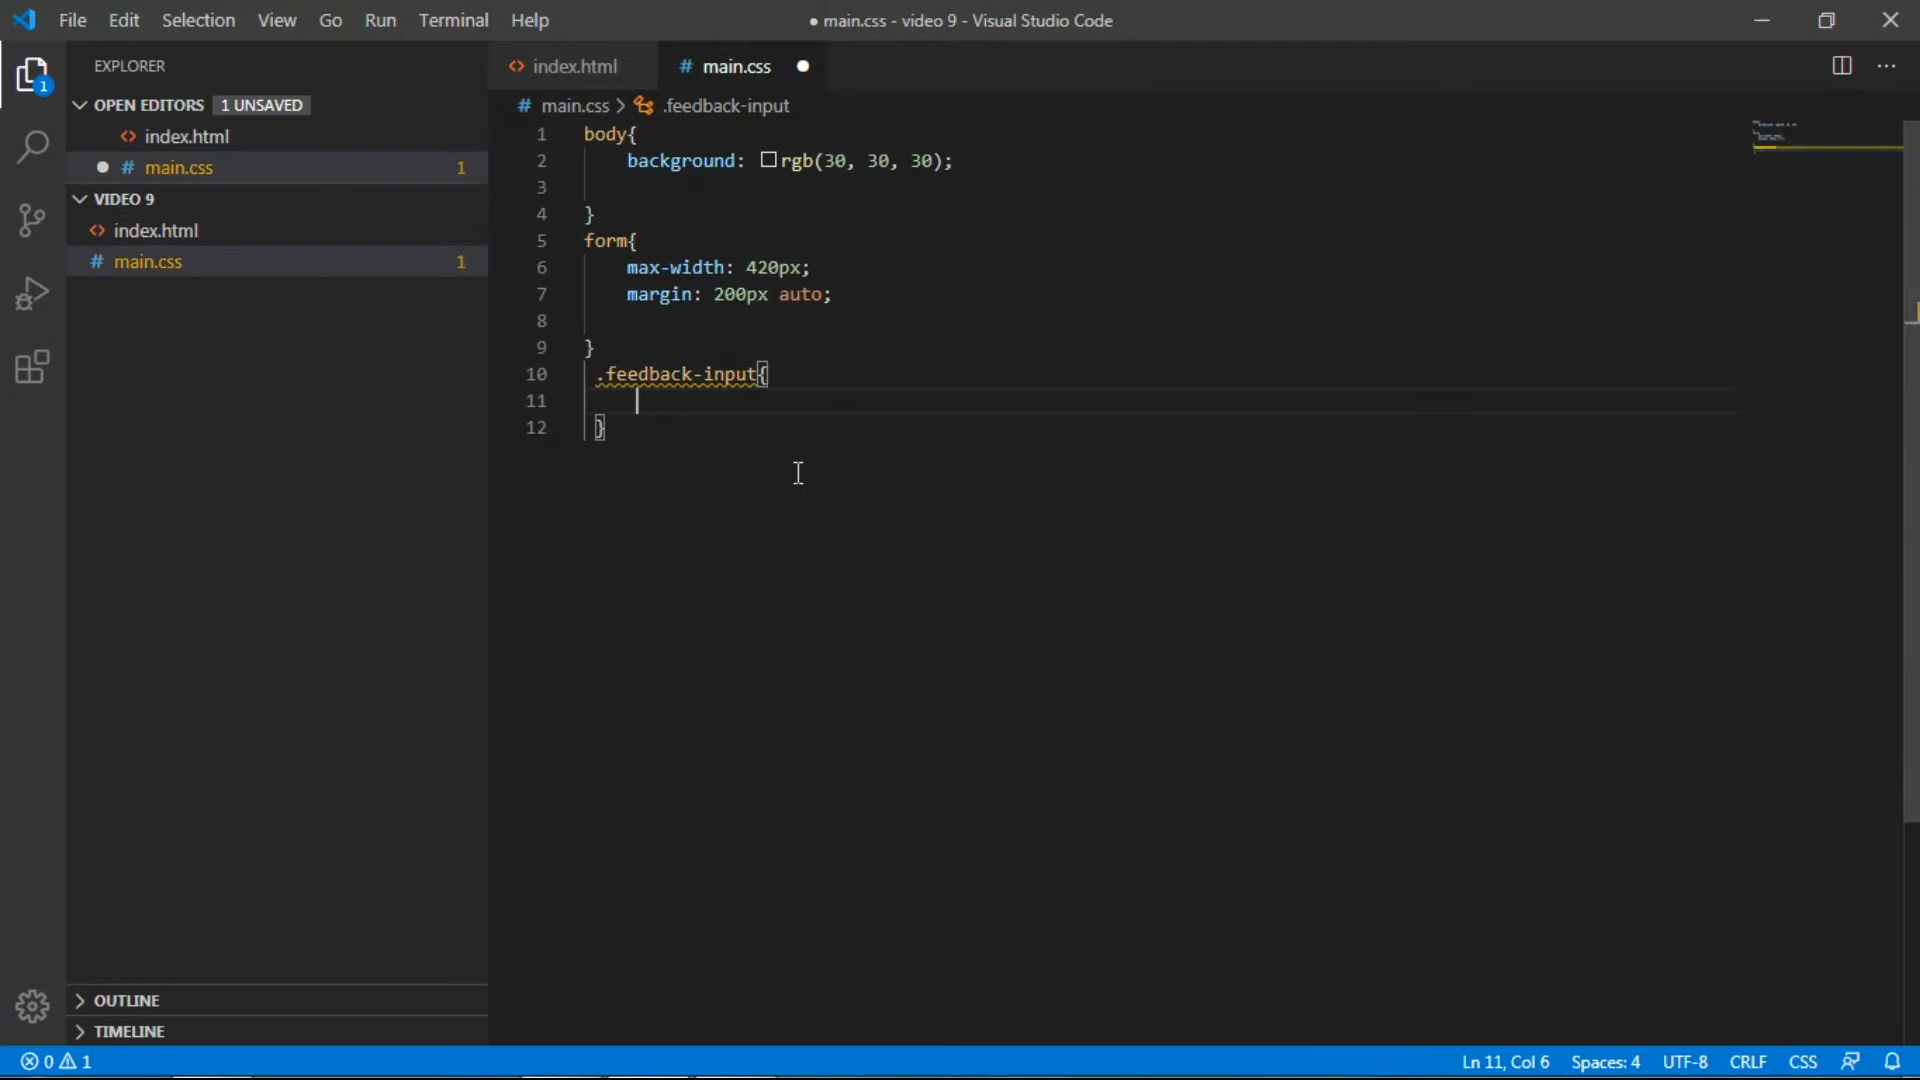 File Edit Selection View Go Run Terminal Help ● main.css - video 9 - Visual Studio Code
EXPLORER
OPEN EDITORS 1 UNSAVED
index.html
main.css 1
VIDEO 9
index.html
main.css 1
OUTLINE
TIMELINE
1
index.html # main.css
# main.css > .feedback-input
1 body{
2 background: rgb(30, 30, 30);
3
4 }
5 form{
6 max-width: 420px;
7 margin: 200px auto;
8
9 }
10 .feedback-input{
11
12 }
0 1 Ln 11, Col 6 Spaces: 4 UTF-8 CRLF CSS